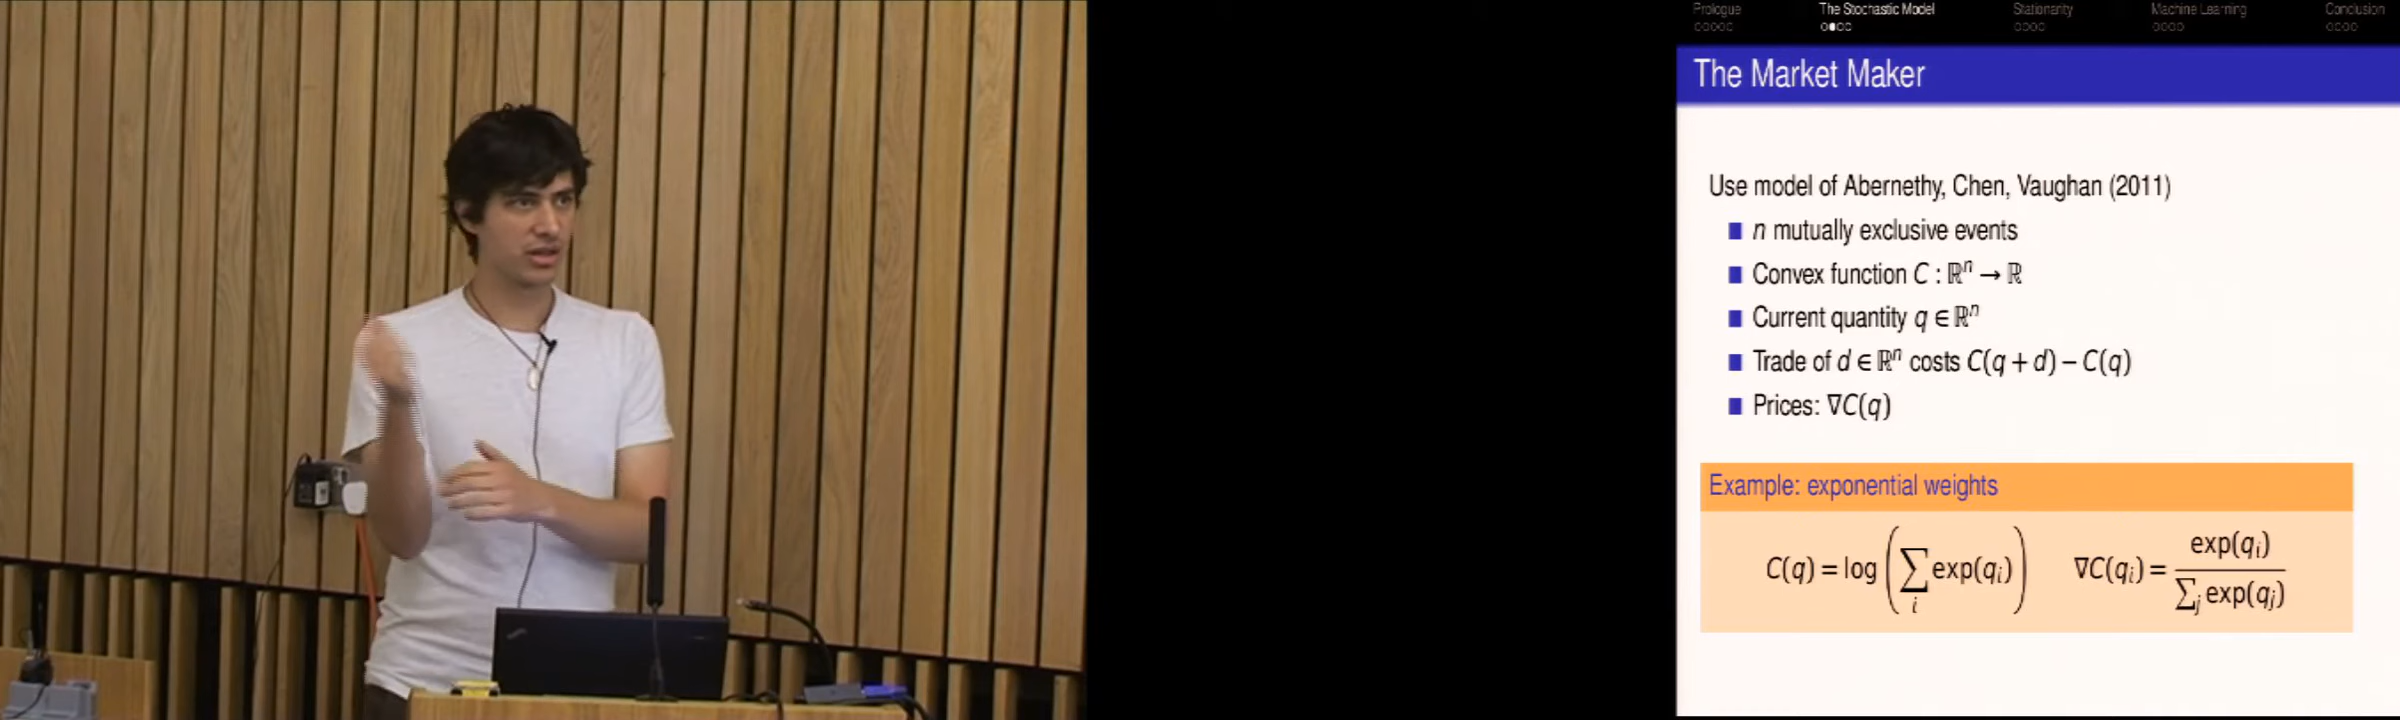 Prologue The Stochastic Model Stationarity Machine Learning Conclusion
The Market Maker
Use model of Abernethy, Chen, Vaughan (2011)
n mutually exclusive events
Convex function C : ℝⁿ → ℝ
Current quantity q ∈ ℝⁿ
Trade of d ∈ ℝⁿ costs C(q + d) – C(q)
Prices: ∇C(q)
Example: exponential weights
C(q) = log (∑ᵢ exp(qᵢ)) ∇C(qᵢ) = exp(qᵢ) / ∑ⱼ exp(qⱼ)